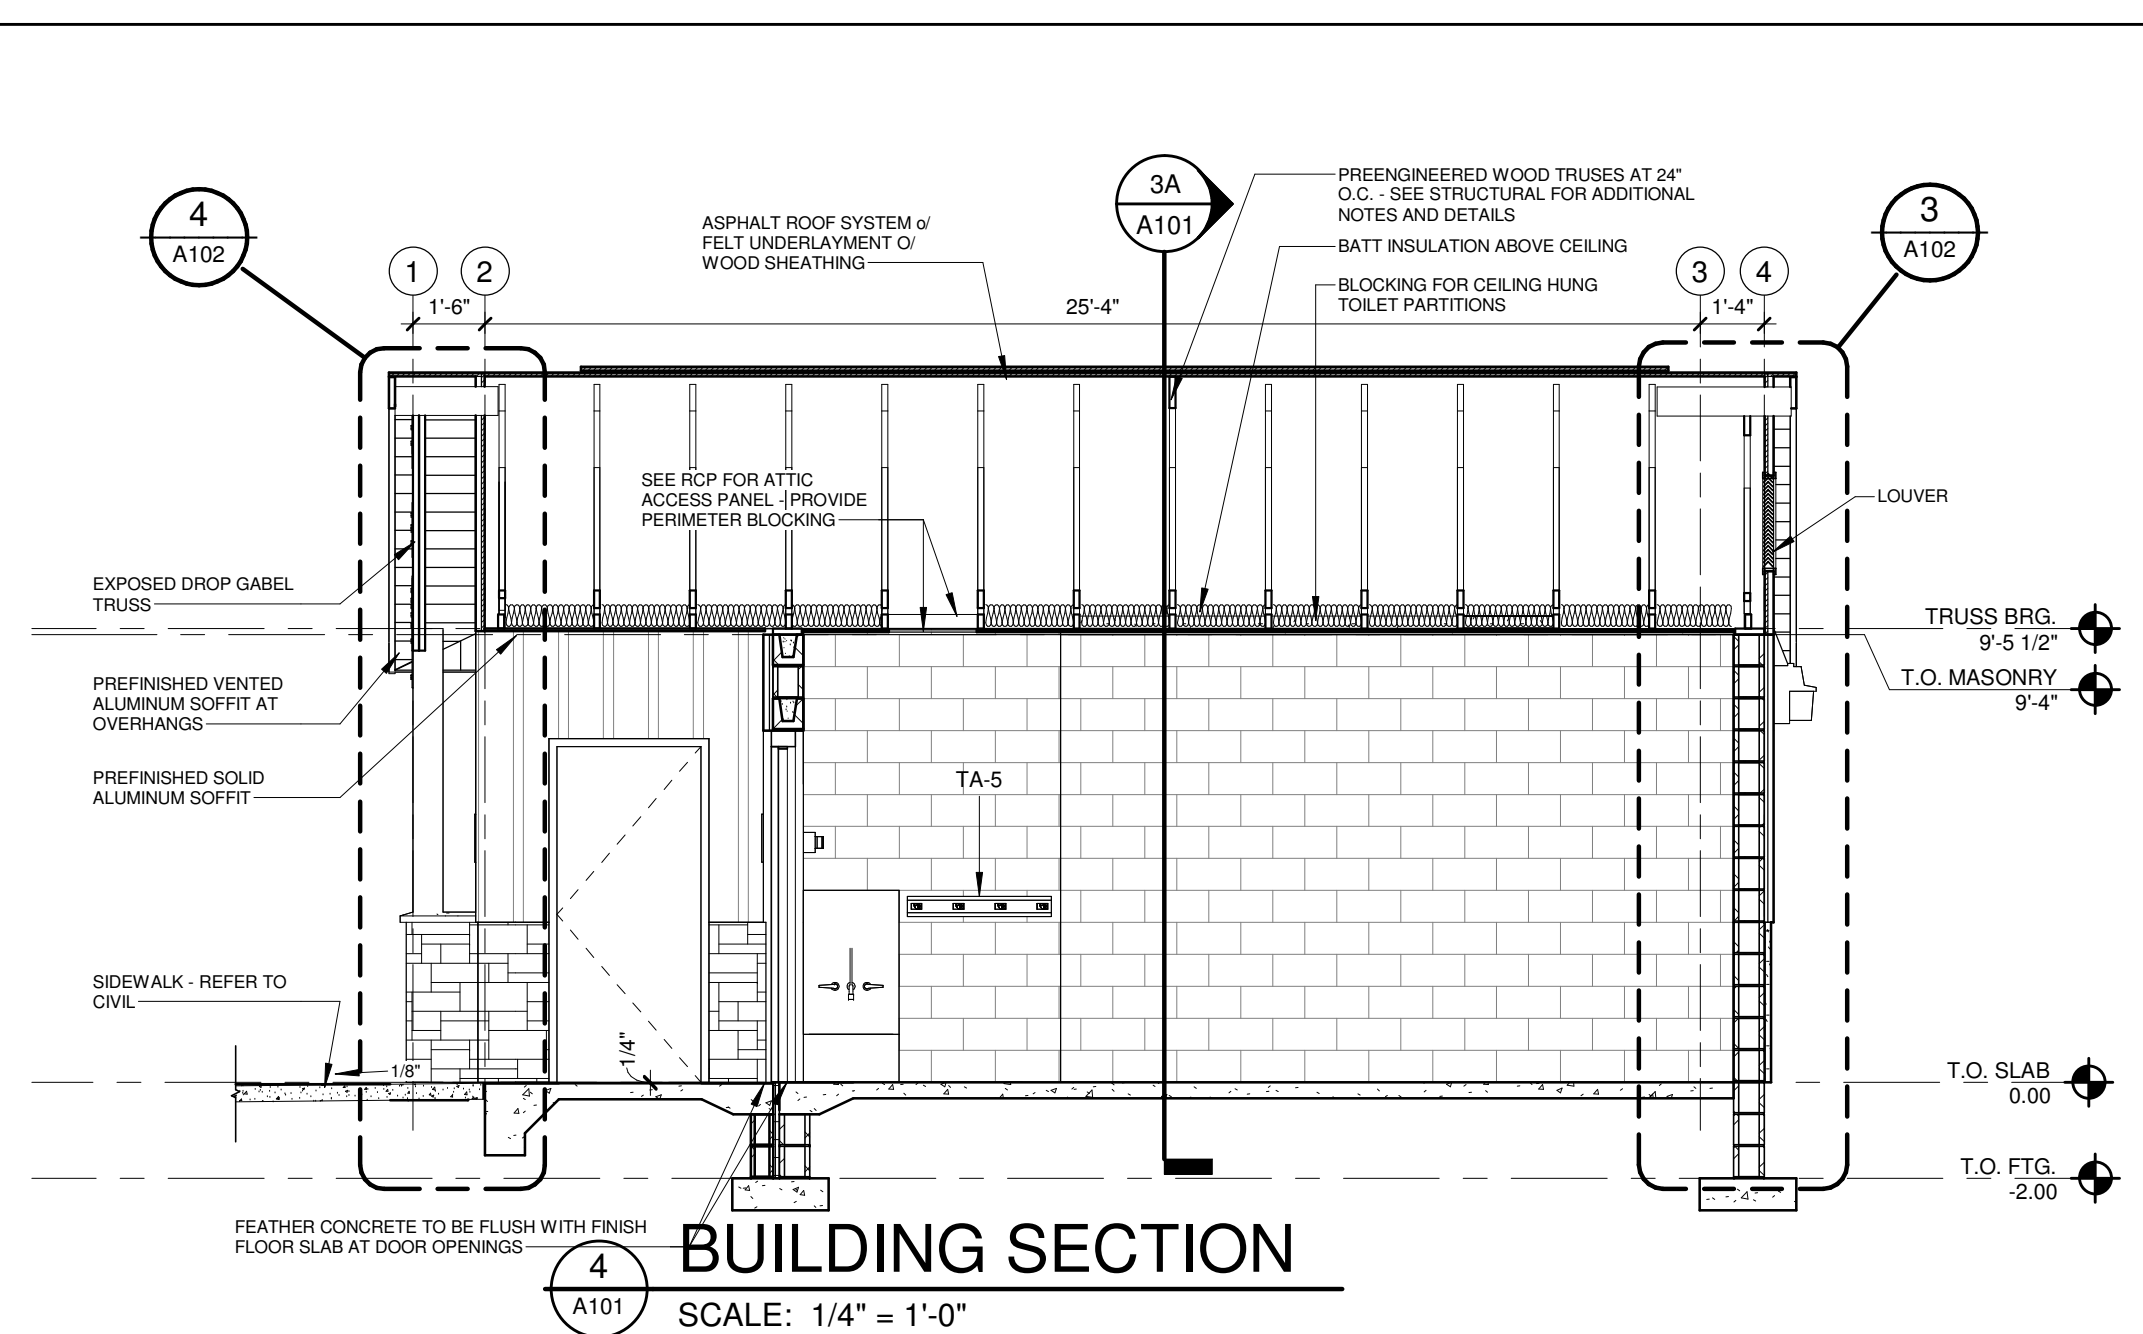 4
A102
1
2
1'-6"
ASPHALT ROOF SYSTEM o/
FELT UNDERLAYMENT O/
WOOD SHEATHING
25'-4"
3A
A101
PREENGINEERED WOOD TRUSES AT 24"
O.C. - SEE STRUCTURAL FOR ADDITIONAL
NOTES AND DETAILS
BATT INSULATION ABOVE CEILING
BLOCKING FOR CEILING HUNG
TOILET PARTITIONS
3
4
1'-4"
3
A102
SEE RCP FOR ATTIC
ACCESS PANEL - PROVIDE
PERIMETER BLOCKING
LOUVER
EXPOSED DROP GABEL
TRUSS
PREFINISHED VENTED
ALUMINUM SOFFIT AT
OVERHANGS
PREFINISHED SOLID
ALUMINUM SOFFIT
TRUSS BRG.
9'-5 1/2"
T.O. MASONRY
9'-4"
TA-5
SIDEWALK - REFER TO
CIVIL
1/8"
1/4"
T.O. SLAB
0.00
T.O. FTG.
-2.00
FEATHER CONCRETE TO BE FLUSH WITH FINISH
FLOOR SLAB AT DOOR OPENINGS
4
A101
BUILDING SECTION
SCALE: 1/4" = 1'-0"